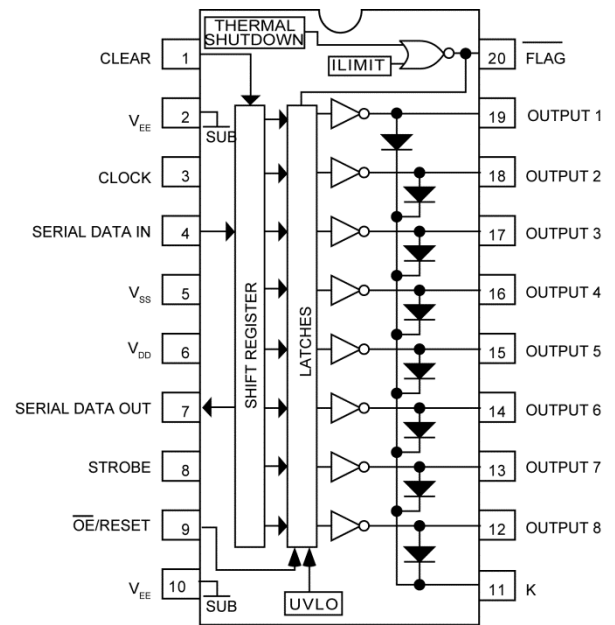 THERMAL
SHUTDOWN
ILIMIT
CLEAR
1
V_EE
2
SUB
CLOCK
3
SERIAL DATA IN
4
V_SS
5
V_DD
6
SERIAL DATA OUT
7
STROBE
8
OE/RESET
9
V_EE
10
SUB
SHIFT REGISTER
LATCHES
UVLO
20
FLAG
19
OUTPUT 1
18
OUTPUT 2
17
OUTPUT 3
16
OUTPUT 4
15
OUTPUT 5
14
OUTPUT 6
13
OUTPUT 7
12
OUTPUT 8
11
K